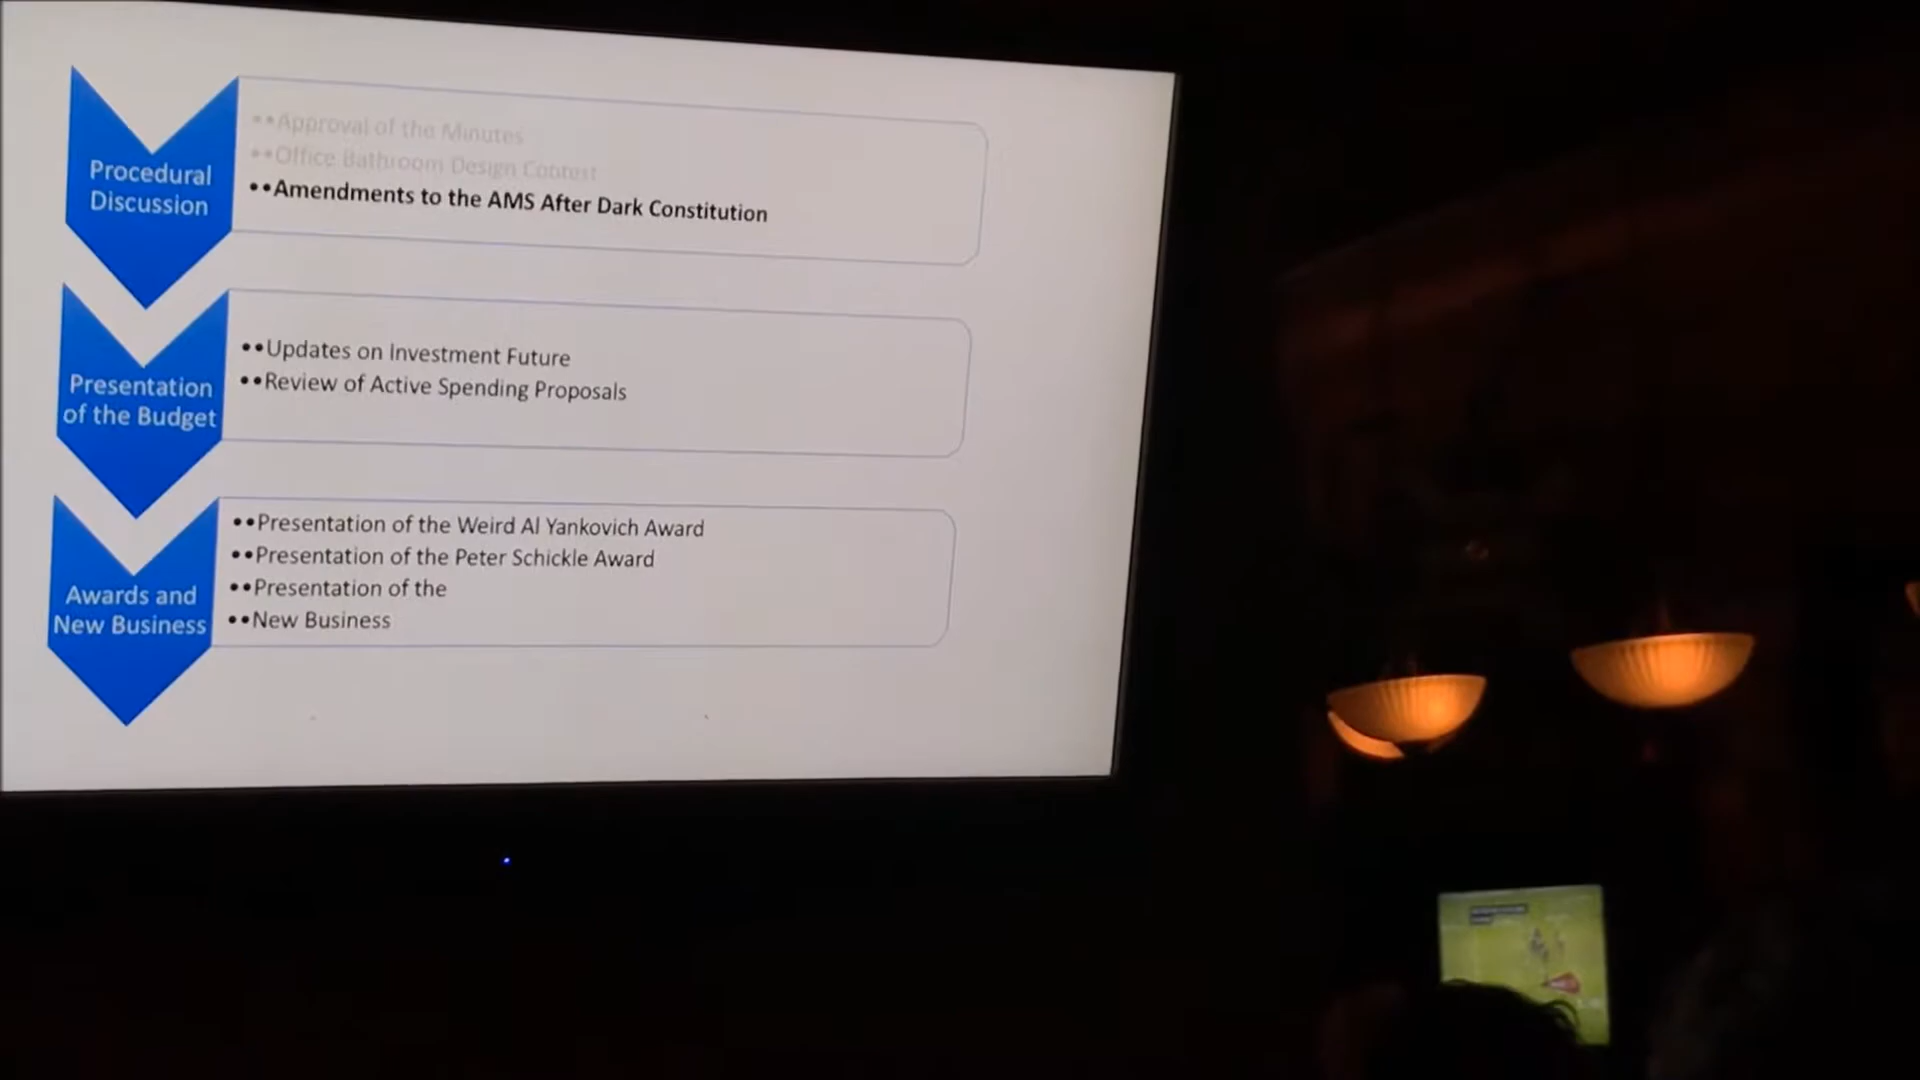 Procedural
Discussion
••Approval of the Minutes
••Office Bathroom Design Contest
••Amendments to the AMS After Dark Constitution
Presentation
of the Budget
••Updates on Investment Future
••Review of Active Spending Proposals
Awards and
New Business
••Presentation of the Weird Al Yankovich Award
••Presentation of the Peter Schickle Award
••Presentation of the
••New Business